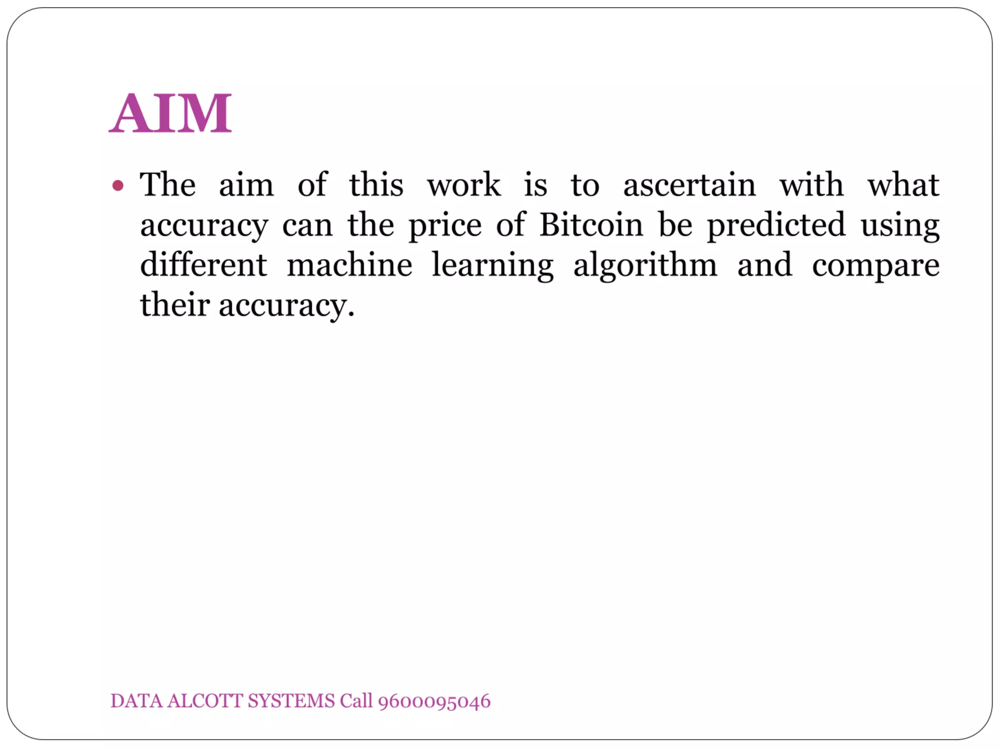 AIM
• The aim of this work is to ascertain with what
accuracy can the price of Bitcoin be predicted using
different machine learning algorithm and compare
their accuracy.
DATA ALCOTT SYSTEMS Call 9600095046